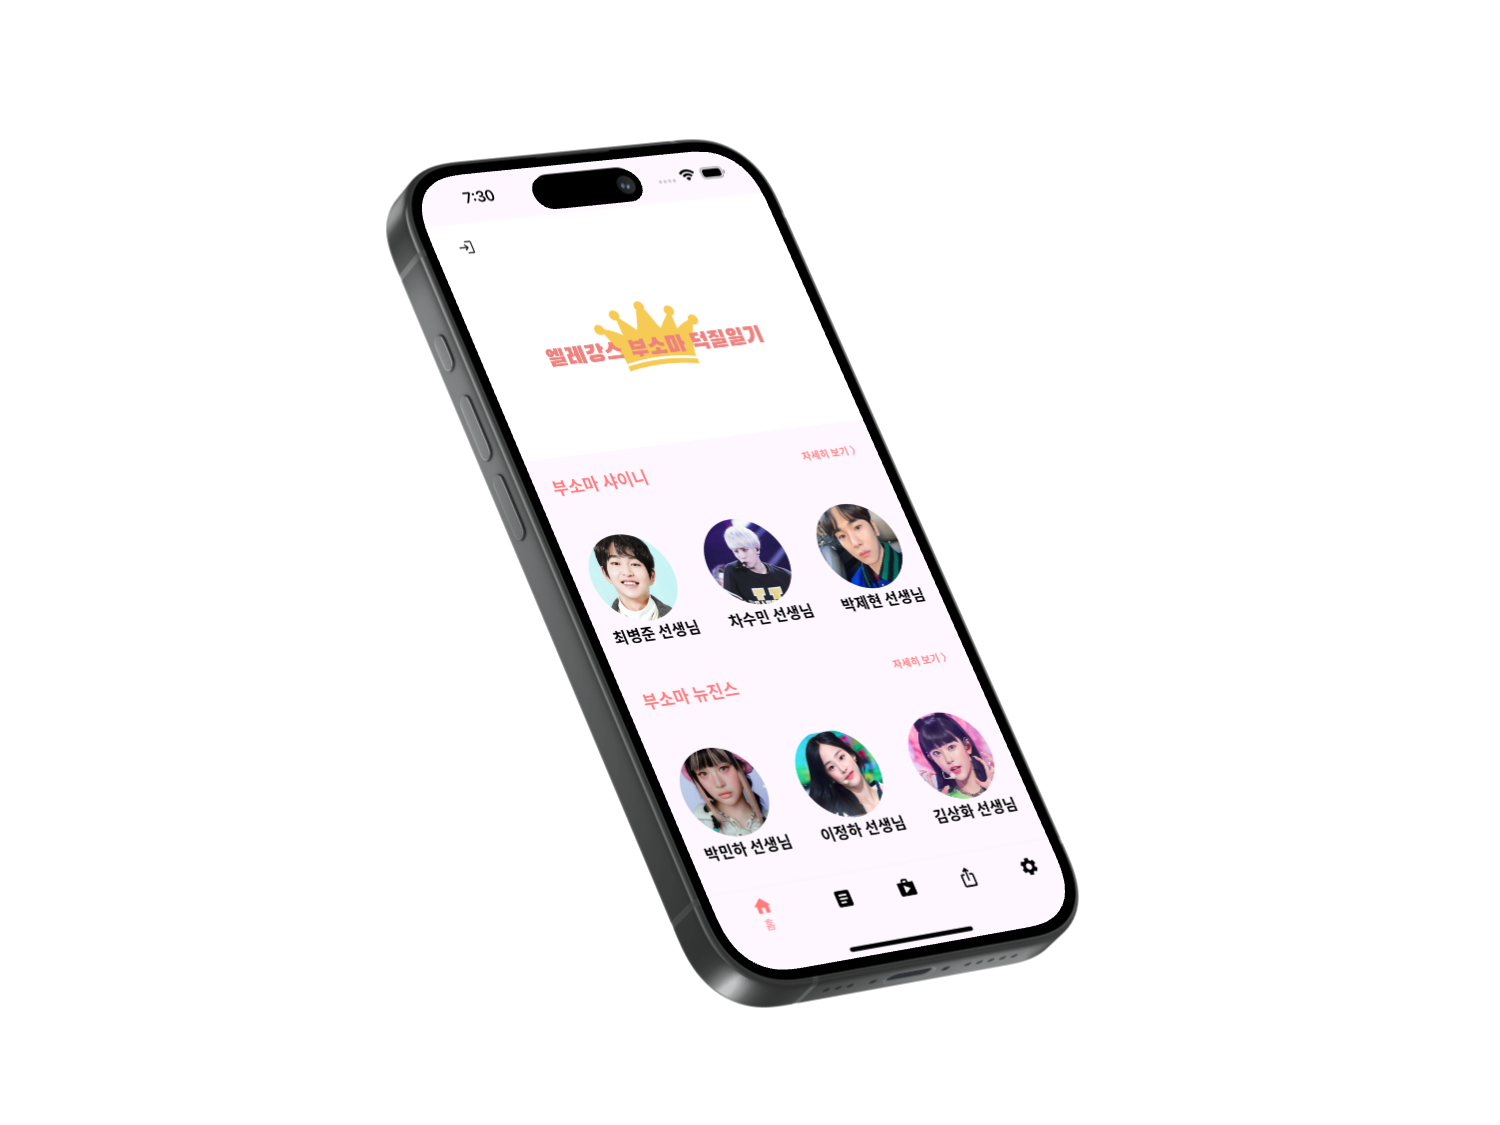 7:30
엘레강스 부소마 덕질일기
부소마 샤이니
자세히 보기 〉
최병준 선생님
차수민 선생님
박제현 선생님
부소마 뉴진스
자세히 보기 〉
박민하 선생님
이정하 선생님
김상화 선생님
홈